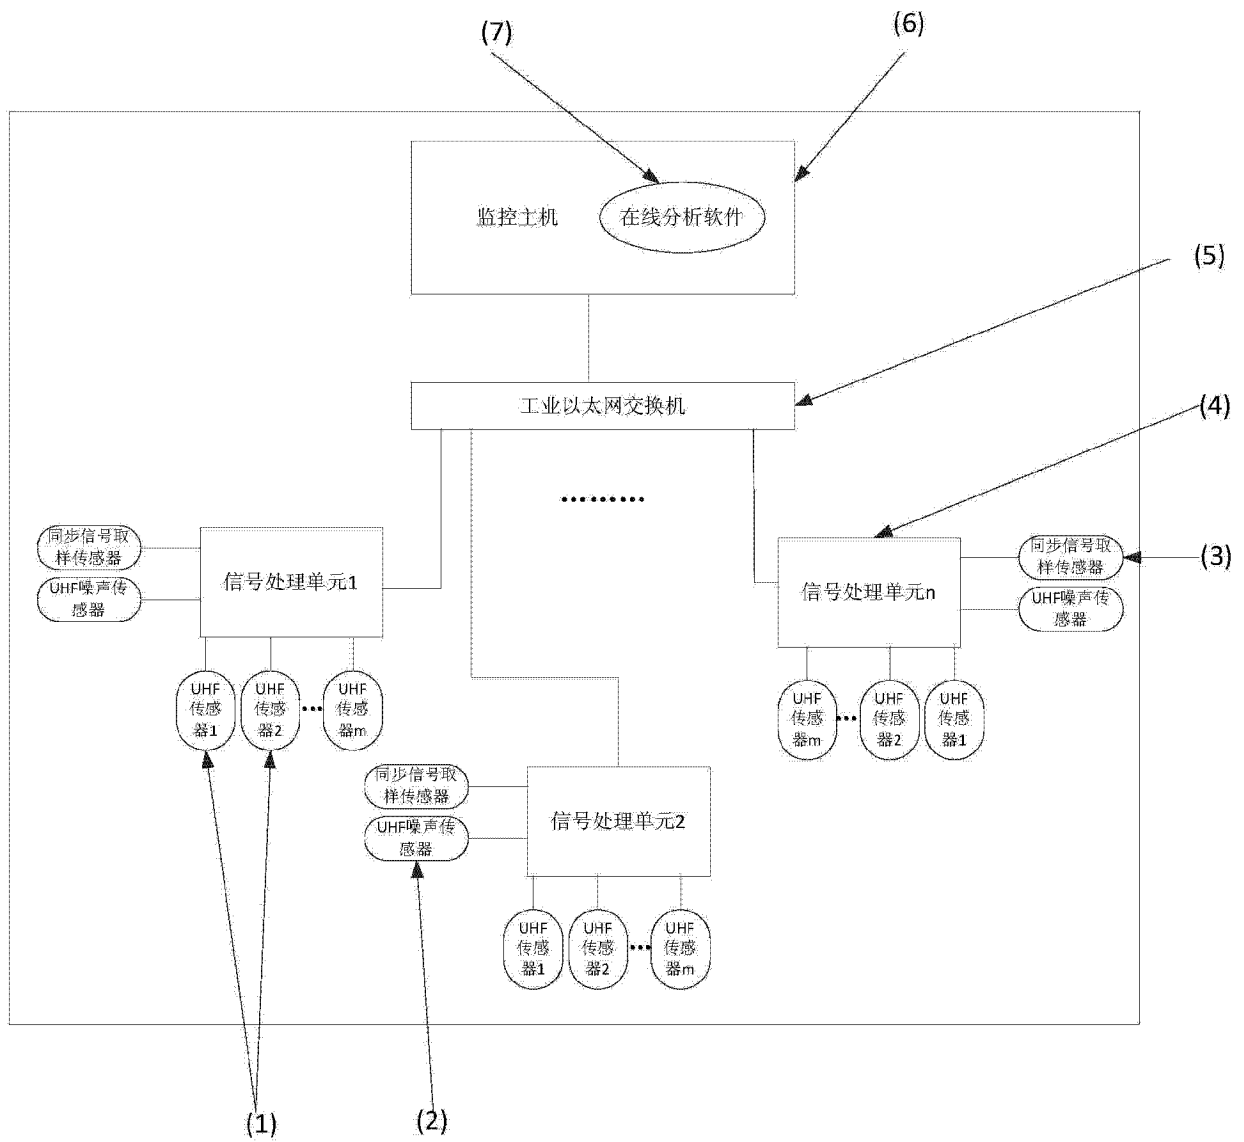 (7)
(6)
监控主机
在线分析软件
(5)
工业以太网交换机
(4)
………
同步信号取
样传感器
UHF噪声传
感器
信号处理单元1
信号处理单元n
同步信号取
样传感器
(3)
UHF噪声传
感器
UHF
传感
器1
UHF
传感
器2
…
UHF
传感
器m
UHF
传感
器m
…
UHF
传感
器2
UHF
传感
器1
同步信号取
样传感器
UHF噪声传
感器
信号处理单元2
UHF
传感
器1
UHF
传感
器2
…
UHF
传感
器m
(1)
(2)